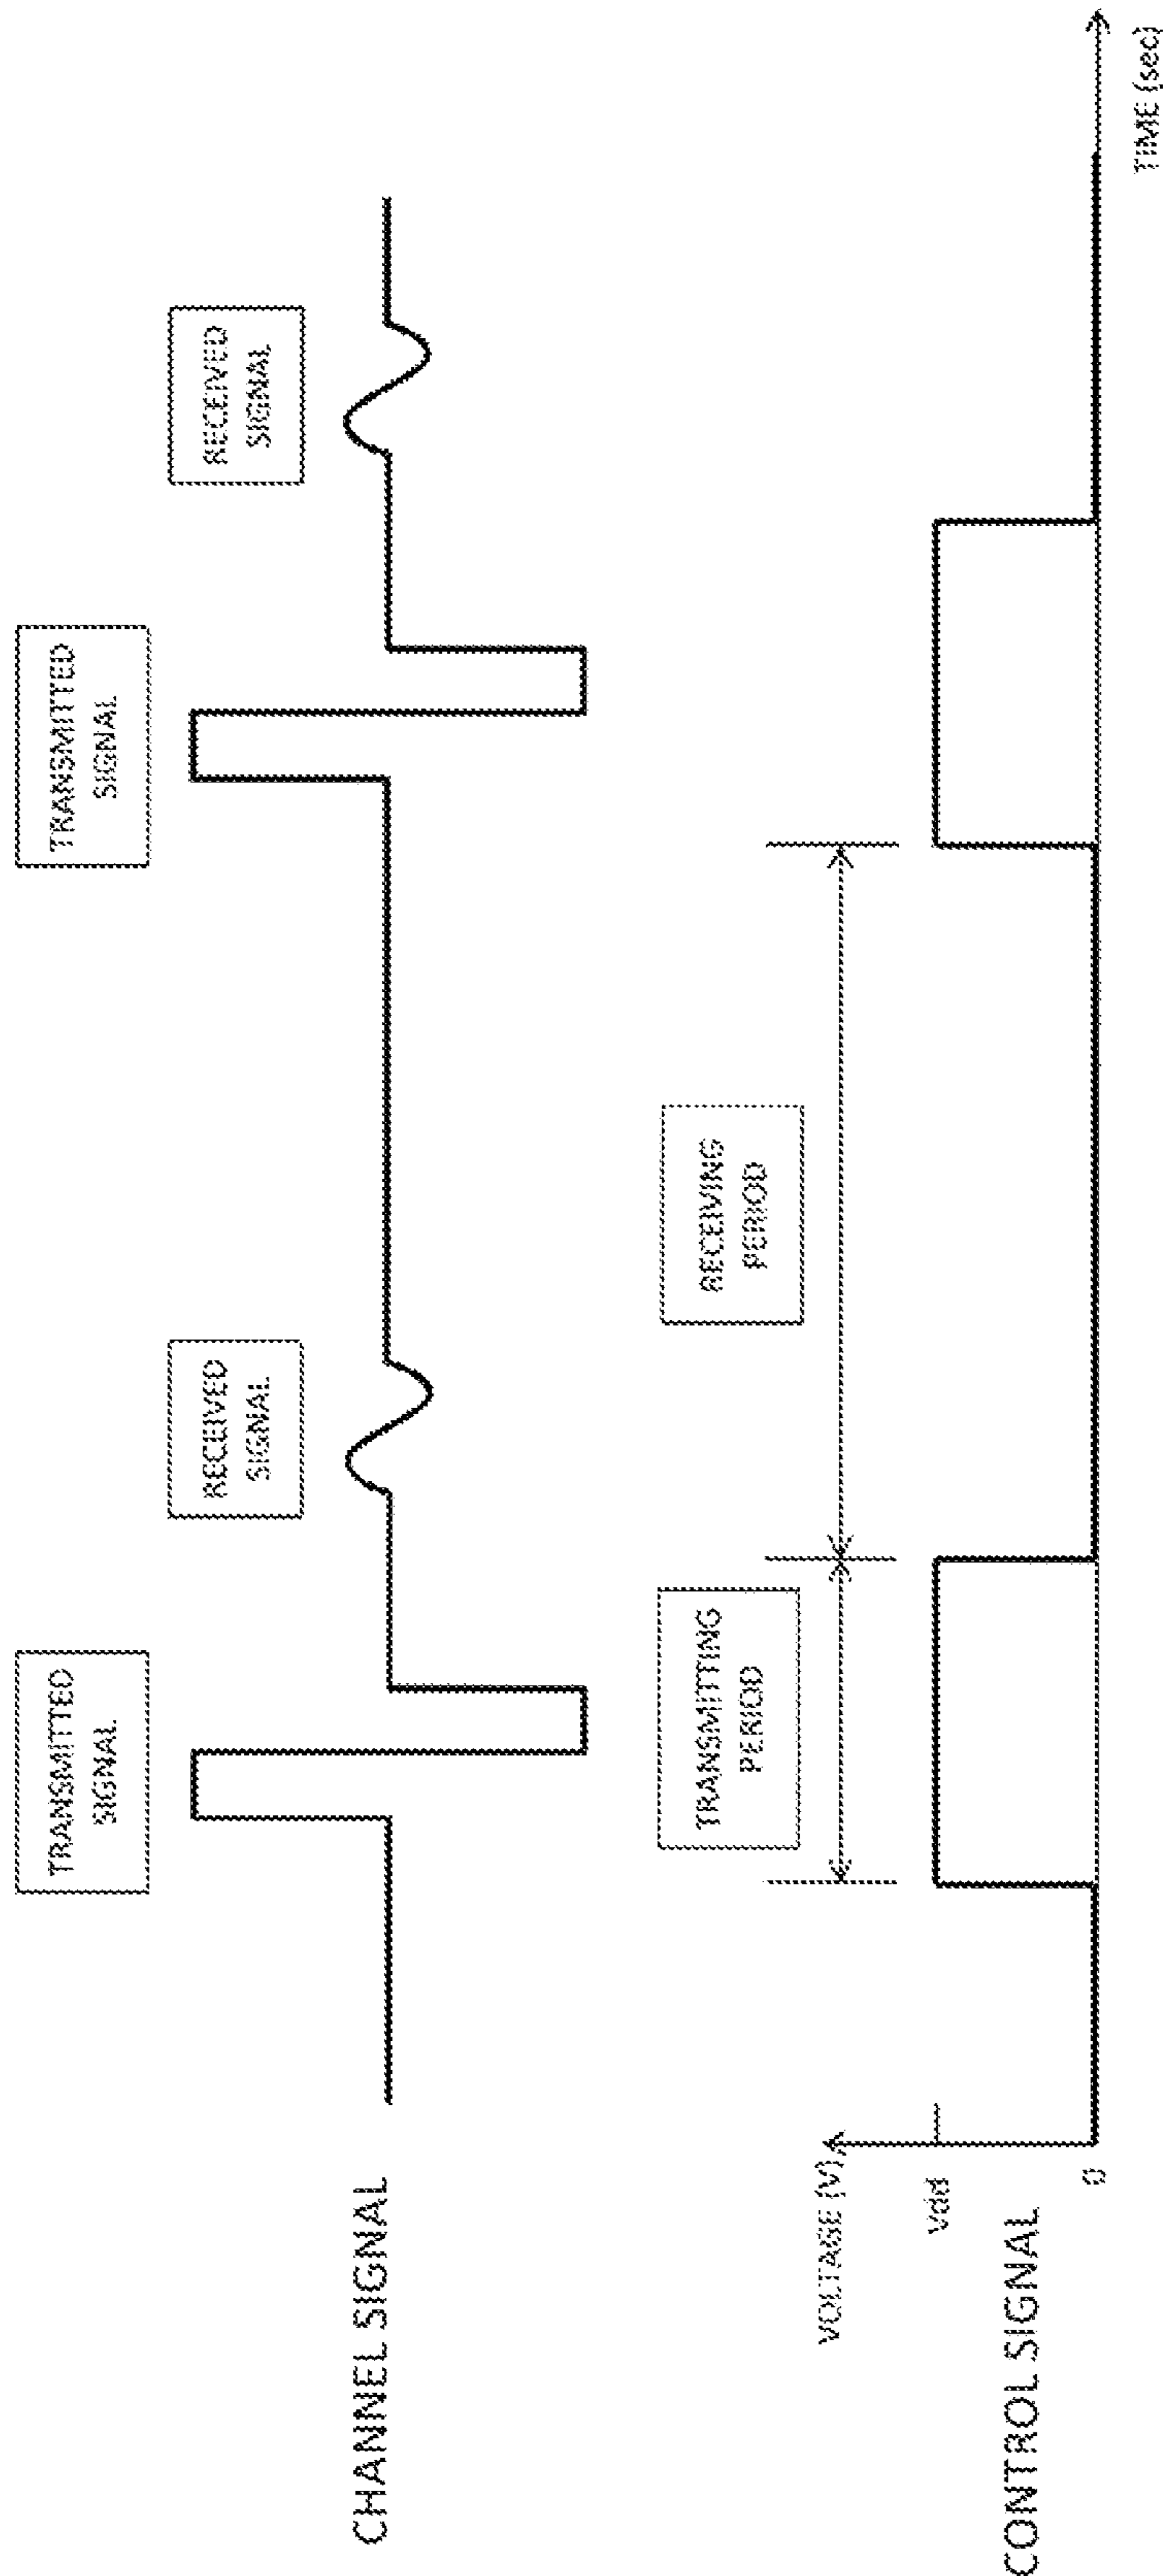 TRANSMITTED
SIGNAL
RECEIVED
SIGNAL
TRANSMITTED
SIGNAL
RECEIVED
SIGNAL
CHANNEL SIGNAL
TRANSMITTING
PERIOD
RECEIVING
PERIOD
VOLTAGE (V)
Vdd
CONTROL SIGNAL
0
TIME (sec)